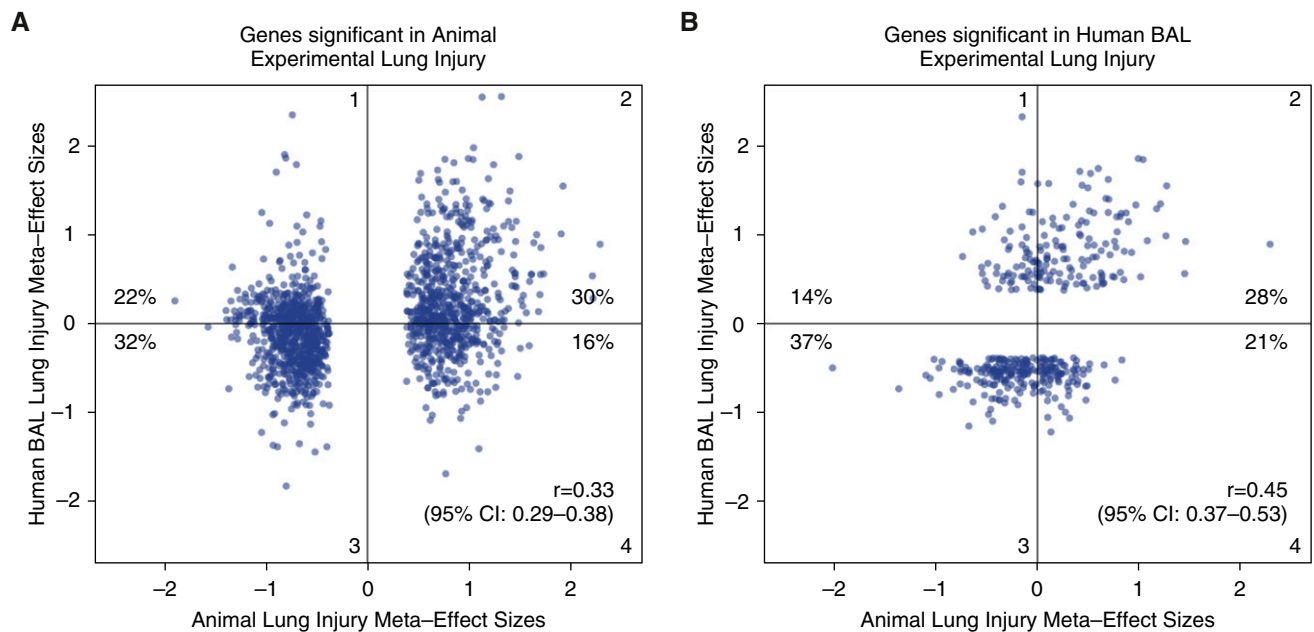 A
Genes significant in Animal
Experimental Lung Injury
1
2
Human BAL Lung Injury Meta–Effect Sizes
2
1
0
–1
–2
22%
30%
32%
16%
r=0.33
(95% CI: 0.29–0.38)
3
4
–2
–1
0
1
2
Animal Lung Injury Meta–Effect Sizes
B
Genes significant in Human BAL
Experimental Lung Injury
1
2
Human BAL Lung Injury Meta–Effect Sizes
2
1
0
–1
–2
14%
28%
37%
21%
r=0.45
(95% CI: 0.37–0.53)
3
4
–2
–1
0
1
2
Animal Lung Injury Meta–Effect Sizes